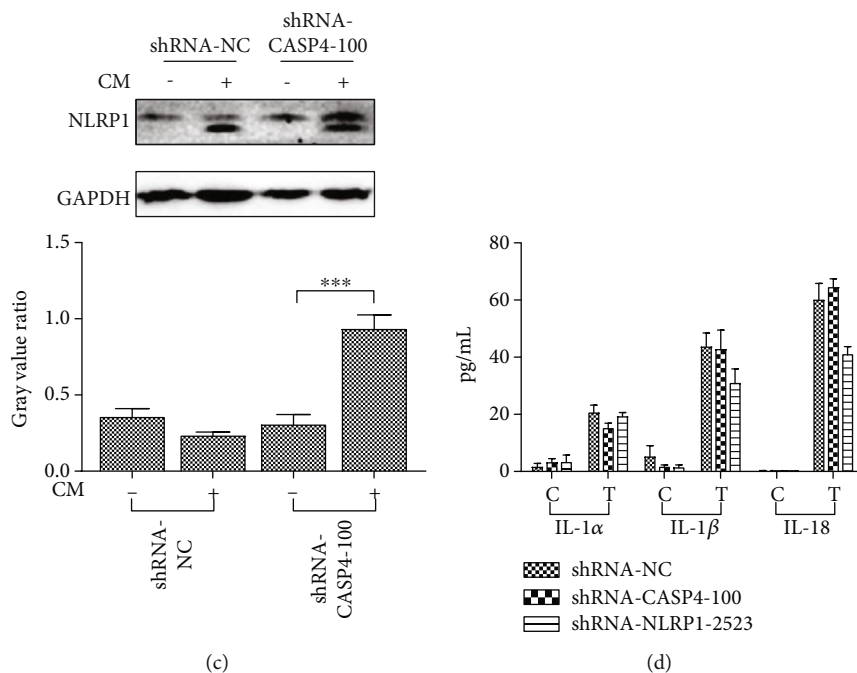 shRNA-NC
shRNA-
CASP4-100
CM - + - +
NLRP1
GAPDH
1.5
1.0
0.5
0.0
Gray value ratio
***
CM – + – +
shRNA-
NC
shRNA-
CASP4-100
(c)
80
60
40
20
0
pg/mL
C T C T C T
IL-1α IL-1β IL-18
shRNA-NC
shRNA-CASP4-100
shRNA-NLRP1-2523
(d)